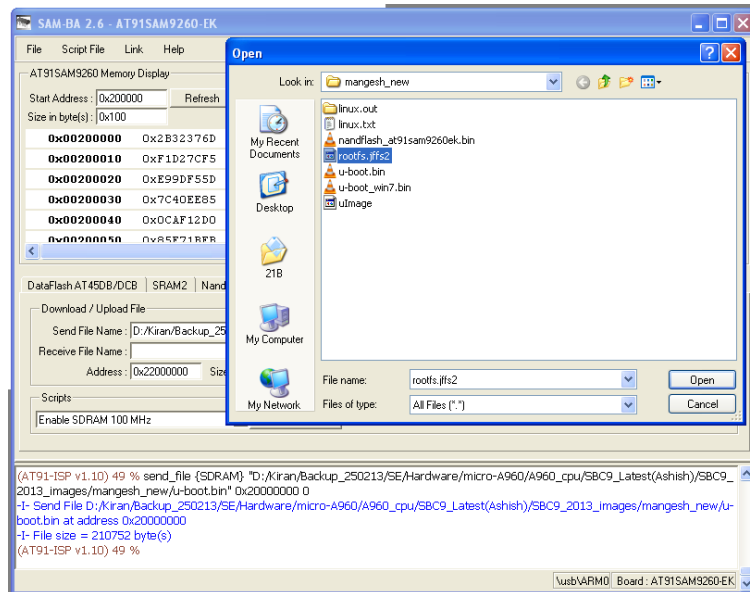 SAM-BA 2.6 - AT91SAM9260-EK
File Script File Link Help
AT91SAM9260 Memory Display
Start Address : 0x200000 Refresh
Size in byte(s) : 0x100
0x00200000 0x2B32376D
0x00200010 0xF1D27CF5
0x00200020 0xE99DF55D
0x00200030 0x7C40EE85
0x00200040 0x0CAF12D0
0x00200050 0x85F71BFB
DataFlash AT45DB/DCB SRAM2 Nand
Download / Upload File
Send File Name : D:/Kiran/Backup_25
Receive File Name :
Address : 0x22000000 Size
Scripts
Enable SDRAM 100 MHz
Open
Look in: mangesh_new
My Recent Documents
Desktop
21B
My Computer
My Network
linux.out
linux.txt
nandflash_at91sam9260ek.bin
rootfs.jffs2
u-boot.bin
u-boot_win7.bin
uImage
File name: rootfs.jffs2 Open
Files of type: All Files (*.*) Cancel
(AT91-ISP v1.10) 49 % send_file {SDRAM} "D:/Kiran/Backup_250213/SE/Hardware/micro-A960/A960_cpu/SBC9_Latest(Ashish)/SBC9_
2013_images/mangesh_new/u-boot.bin" 0x20000000 0
-I- Send File D:/Kiran/Backup_250213/SE/Hardware/micro-A960/A960_cpu/SBC9_Latest(Ashish)/SBC9_2013_images/mangesh_new/u-
boot.bin at address 0x20000000
-I- File size = 210752 byte(s)
(AT91-ISP v1.10) 49 %
\usb\ARM0 Board : AT91SAM9260-EK